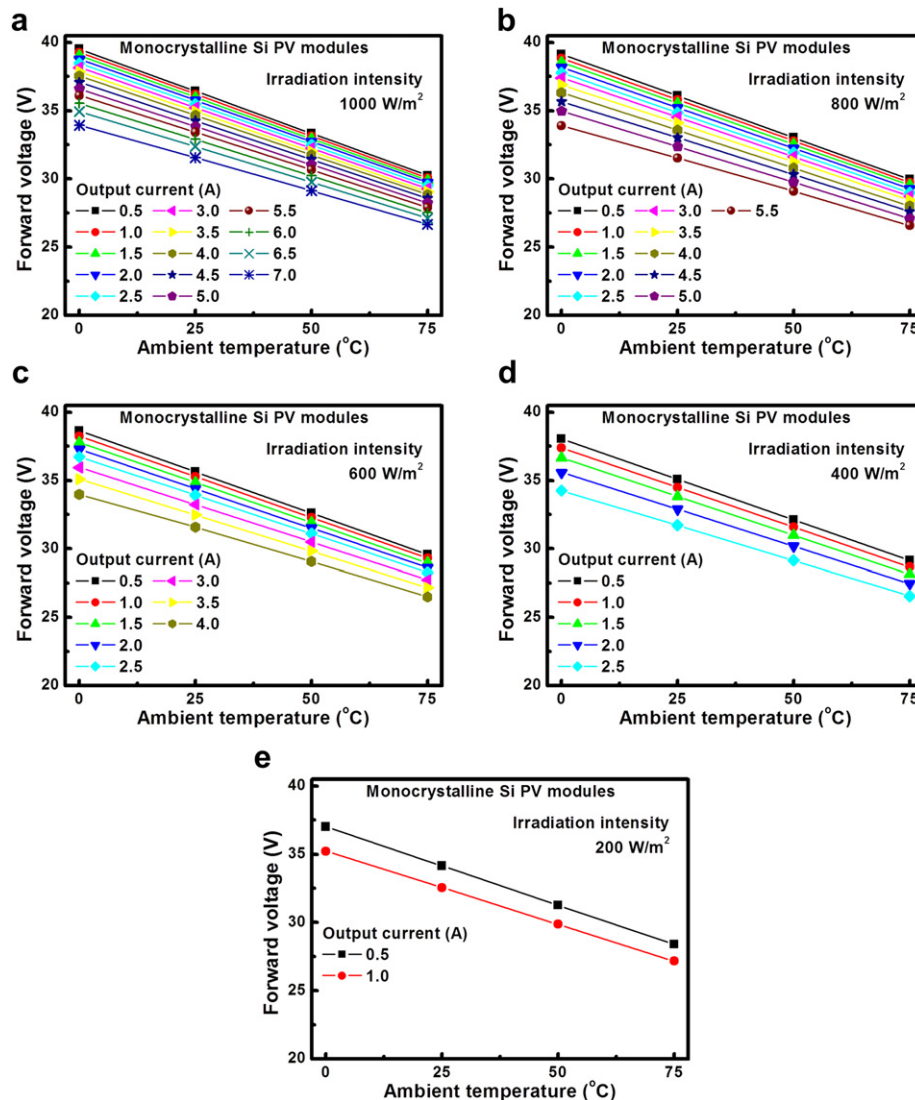 a
Monocrystalline Si PV modules
Irradiation intensity
1000 W/m²
Forward voltage (V)
40
35
30
25
20
Output current (A)
0.5 3.0 5.5
1.0 3.5 6.0
1.5 4.0 6.5
2.0 4.5 7.0
2.5 5.0
0 25 50 75
Ambient temperature (°C)
b
Monocrystalline Si PV modules
Irradiation intensity
800 W/m²
Forward voltage (V)
40
35
30
25
20
Output current (A)
0.5 3.0 5.5
1.0 3.5
1.5 4.0
2.0 4.5
2.5 5.0
0 25 50 75
Ambient temperature (°C)
c
Monocrystalline Si PV modules
Irradiation intensity
600 W/m²
Forward voltage (V)
40
35
30
25
20
Output current (A)
0.5 3.0
1.0 3.5
1.5 4.0
2.0
2.5
0 25 50 75
Ambient temperature (°C)
d
Monocrystalline Si PV modules
Irradiation intensity
400 W/m²
Forward voltage (V)
40
35
30
25
20
Output current (A)
0.5
1.0
1.5
2.0
2.5
0 25 50 75
Ambient temperature (°C)
e
Monocrystalline Si PV modules
Irradiation intensity
200 W/m²
Forward voltage (V)
40
35
30
25
20
Output current (A)
0.5
1.0
0 25 50 75
Ambient temperature (°C)